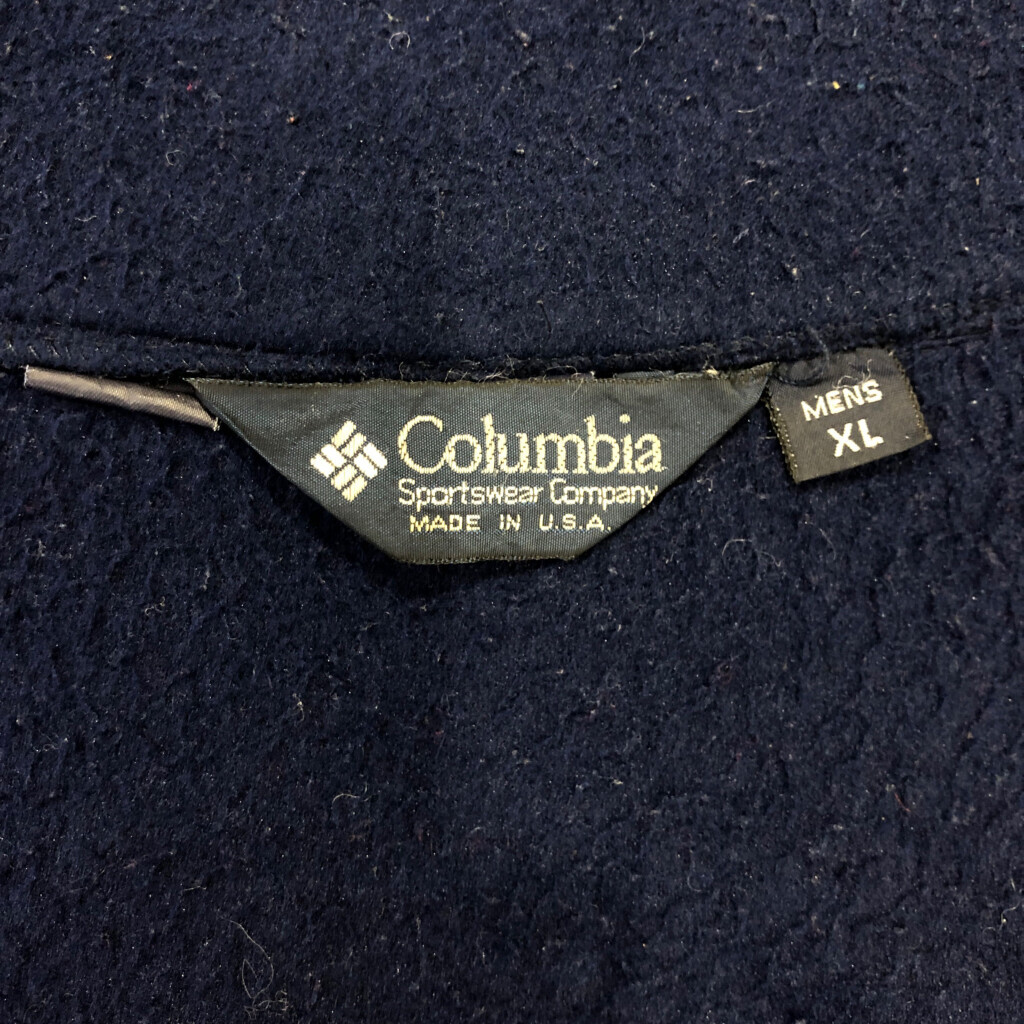 Columbia
Sportswear Company
MADE IN U.S.A.
MENS
XL